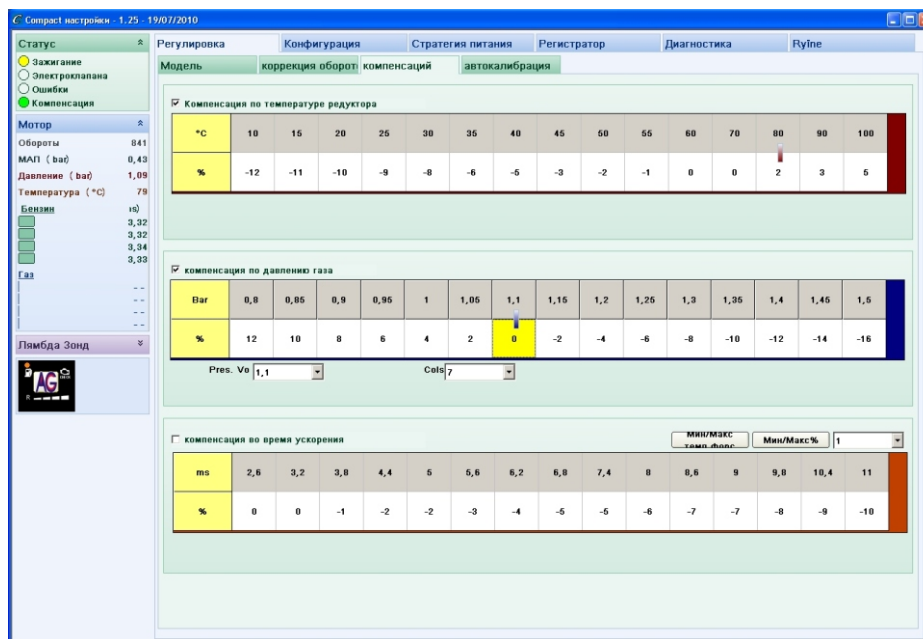 Compact настройки - 1.25 - 19/07/2010
Статус
Зажигание
Электроклапана
Ошибки
Компенсация
Мотор
Обороты 841
МАП ( bar) 0,43
Давление ( bar) 1,09
Температура ( °C) 79
Бензин
3,32
3,32
3,34
3,33
Газ
- -
- -
- -
- -
Лямбда Зонд
AG
Регулировка Конфигурация Стратегия питания Регистратор Диагностика Ryîne
Модель коррекция оборот компенсаций автокалибрация
Компенсация по температуре редуктора
°C 10 15 20 25 30 35 40 45 50 55 60 70 80 90 100
% -12 -11 -10 -9 -8 -6 -5 -3 -2 -1 0 0 2 3 5
компенсация по давлению газа
Bar 0,8 0,85 0,9 0,95 1 1,05 1,1 1,15 1,2 1,25 1,3 1,35 1,4 1,45 1,5
% 12 10 8 6 4 2 0 -2 -4 -6 -8 -10 -12 -14 -16
Pres. Vo 1,1 Cels 7
компенсация во время ускорения Мин/Макс Мин/Макс% 1
ms 2,6 3,2 3,8 4,4 5 5,6 6,2 6,8 7,4 8 8,6 9 9,8 10,4 11
% 0 0 -1 -2 -2 -3 -4 -5 -5 -6 -7 -7 -8 -9 -10